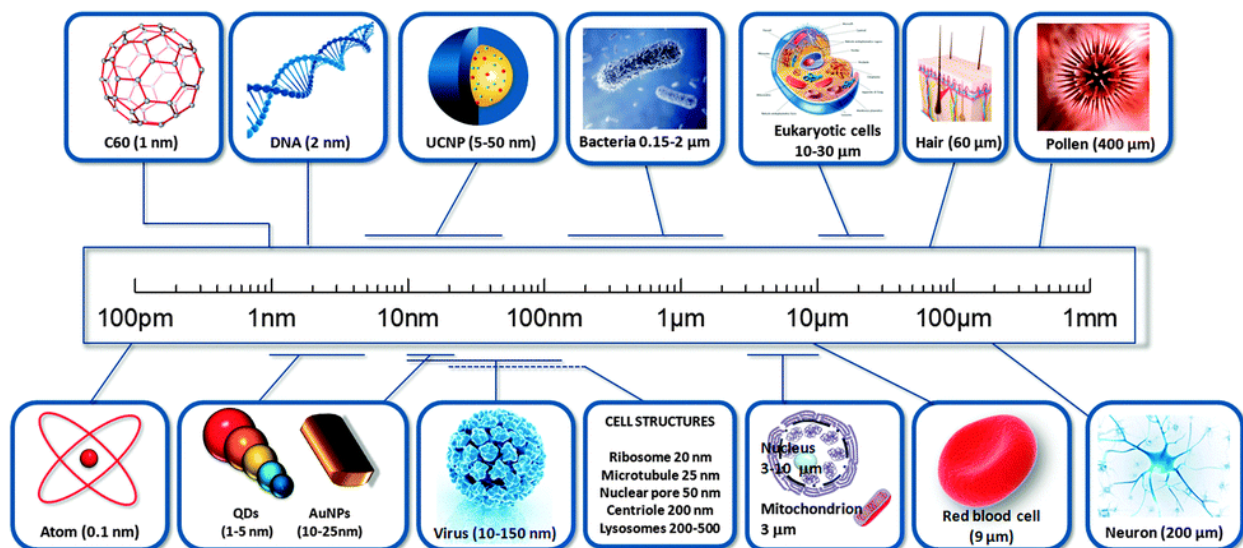 C60 (1 nm)
DNA (2 nm)
UCNP (5-50 nm)
Bacteria 0.15-2 µm
Eukaryotic cells
10-30 µm
Hair (60 µm)
Pollen (400 µm)
100pm
1nm
10nm
100nm
1µm
10µm
100µm
1mm
Atom (0.1 nm)
QDs
(1-5 nm)
AuNPs
(10-25nm)
Virus (10-150 nm)
CELL STRUCTURES
Ribosome 20 nm
Microtubule 25 nm
Nuclear pore 50 nm
Centriole 200 nm
Lysosomes 200-500
Nucleus
3-10 µm
Mitochondrion
3 µm
Red blood cell
(9 µm)
Neuron (200 µm)